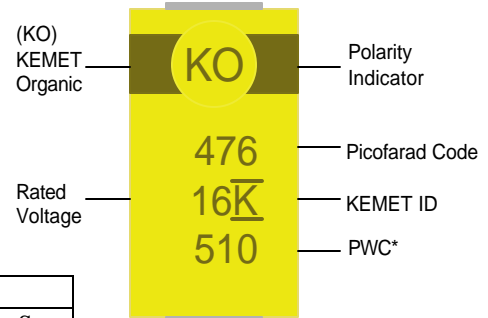 (KO)
KEMET
Organic
KO
Polarity
Indicator
476
Picofarad Code
Rated
Voltage
16K
KEMET ID
510
PWC*